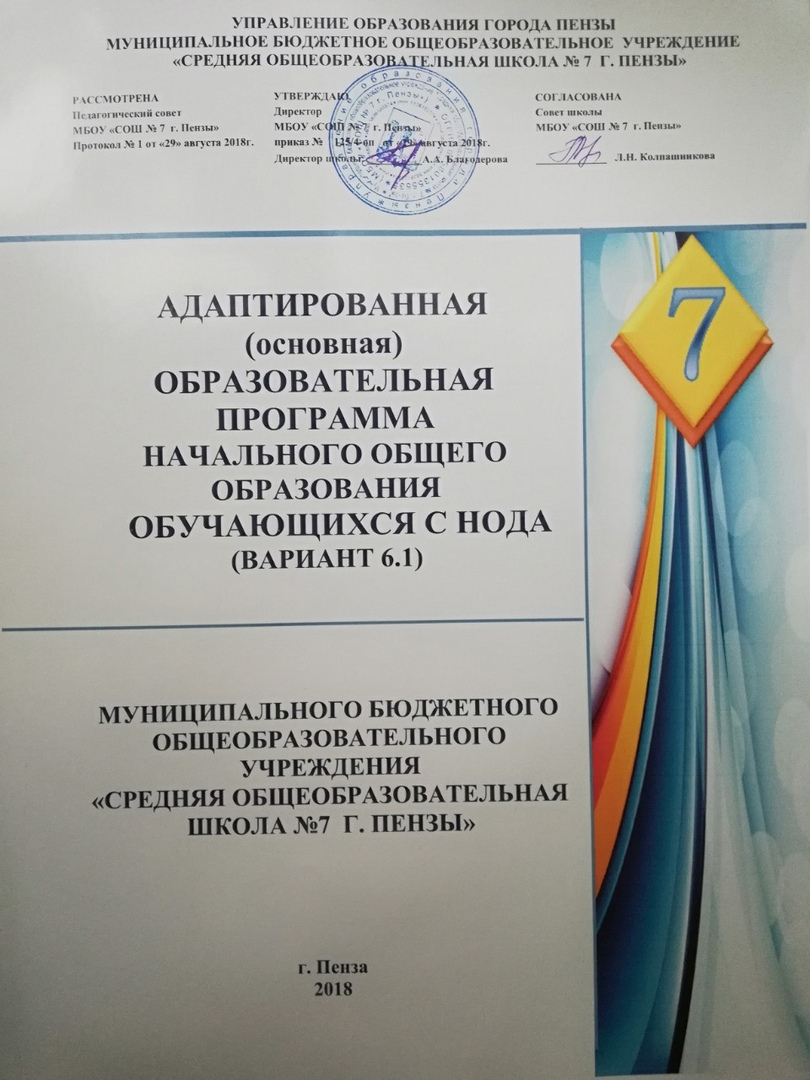 УПРАВЛЕНИЕ ОБРАЗОВАНИЯ ГОРОДА ПЕНЗЫ
МУНИЦИПАЛЬНОЕ БЮДЖЕТНОЕ ОБЩЕОБРАЗОВАТЕЛЬНОЕ УЧРЕЖДЕНИЕ
«СРЕДНЯЯ ОБЩЕОБРАЗОВАТЕЛЬНАЯ ШКОЛА № 7 Г. ПЕНЗЫ»
РАССМОТРЕНА
Педагогический совет
МБОУ «СОШ № 7 г. Пензы»
Протокол № 1 от «29» августа 2018г.
УТВЕРЖДАЮ
Директор
МБОУ «СОШ № 7 г. Пензы»
приказ № 125/4-оп от «29» августа 2018г.
Директор школы: А.А. Благодерова
СОГЛАСОВАНА
Совет школы
МБОУ «СОШ № 7 г. Пензы»
Л.Н. Колпашникова
7
АДАПТИРОВАННАЯ
(основная)
ОБРАЗОВАТЕЛЬНАЯ
ПРОГРАММА
НАЧАЛЬНОГО ОБЩЕГО
ОБРАЗОВАНИЯ
ОБУЧАЮЩИХСЯ С НОДА
(ВАРИАНТ 6.1)
МУНИЦИПАЛЬНОГО БЮДЖЕТНОГО
ОБЩЕОБРАЗОВАТЕЛЬНОГО
УЧРЕЖДЕНИЯ
«СРЕДНЯЯ ОБЩЕОБРАЗОВАТЕЛЬНАЯ
ШКОЛА №7 Г. ПЕНЗЫ»
г. Пенза
2018